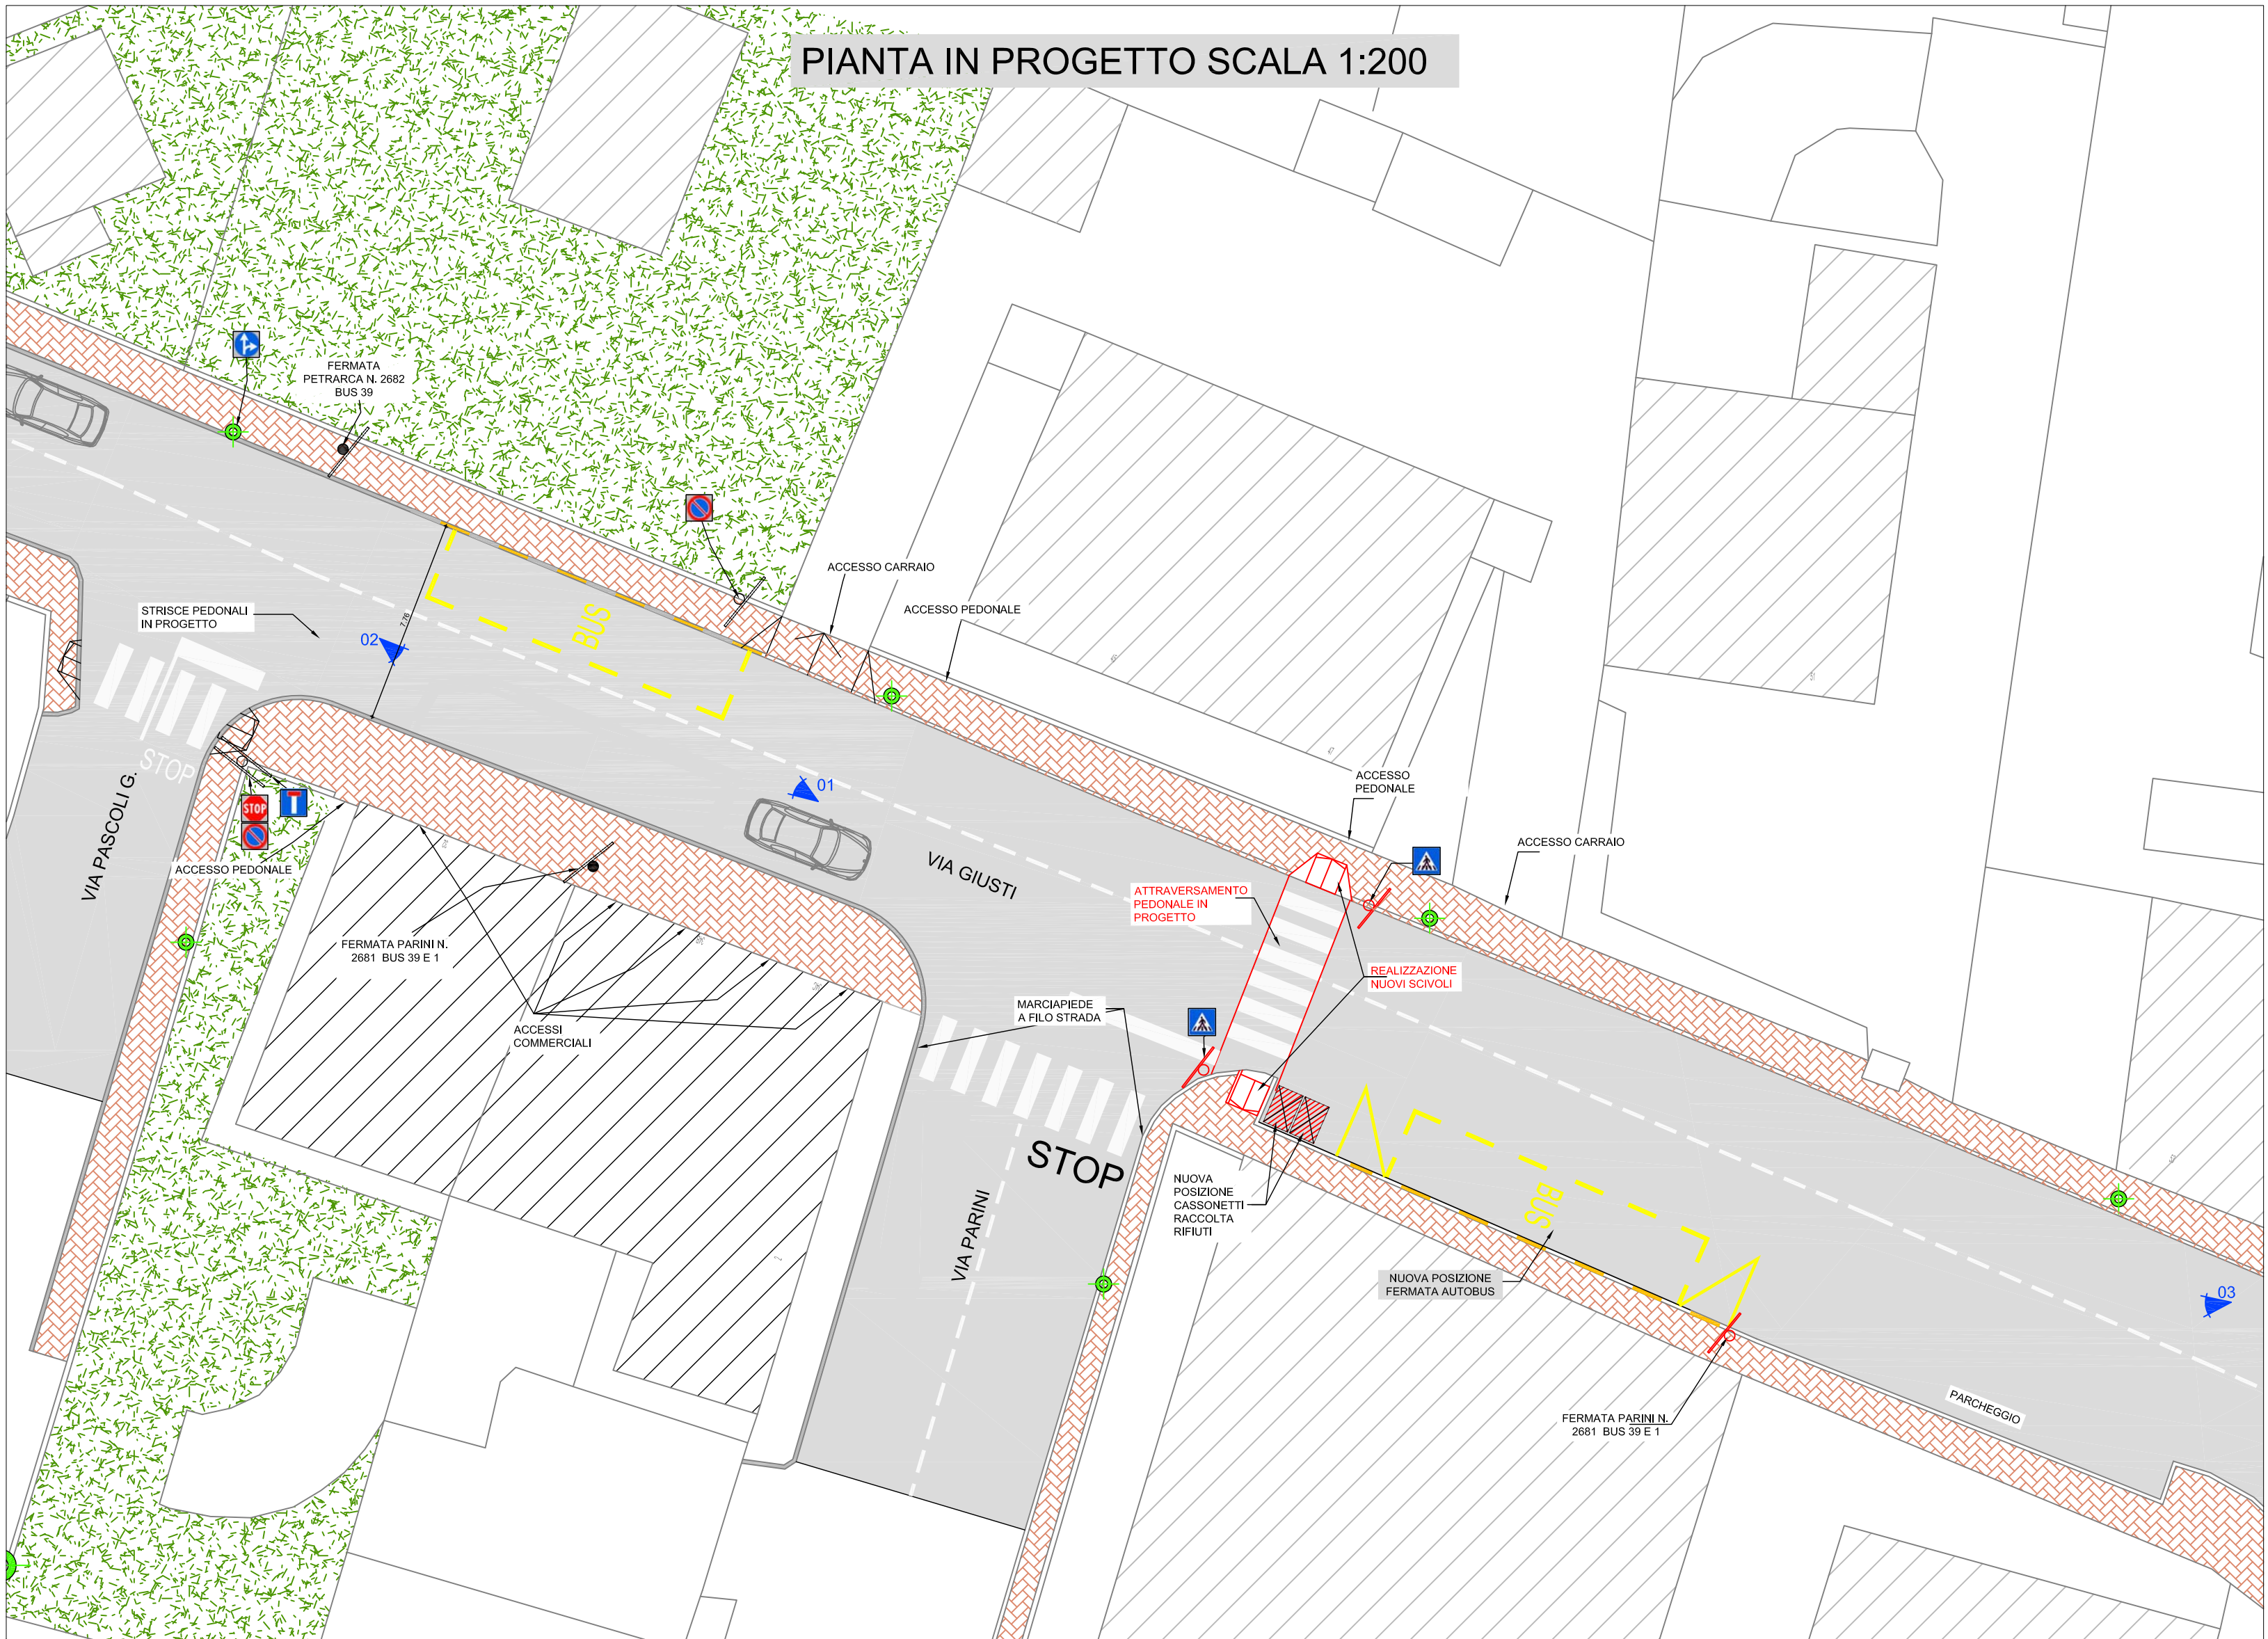 PIANTA IN PROGETTO SCALA 1:200
FERMATA
PETRARCA N. 2682
BUS 39
ACCESSO CARRAIO
ACCESSO PEDONALE
STRISCE PEDONALI
IN PROGETTO
7.76
02
BUS
STOP
01
STOP
VIA PASCOLI G.
ACCESSO PEDONALE
VIA GIUSTI
ACCESSO
PEDONALE
ACCESSO CARRAIO
ATTRAVERSAMENTO
PEDONALE IN
PROGETTO
FERMATA PARINI N.
2681 BUS 39 E 1
REALIZZAZIONE
NUOVI SCIVOLI
MARCIAPIEDE
A FILO STRADA
ACCESSI
COMMERCIALI
STOP
NUOVA
POSIZIONE
CASSONETTI
RACCOLTA
RIFIUTI
VIA PARINI
BUS
NUOVA POSIZIONE
FERMATA AUTOBUS
03
PARCHEGGIO
FERMATA PARINI N.
2681 BUS 39 E 1